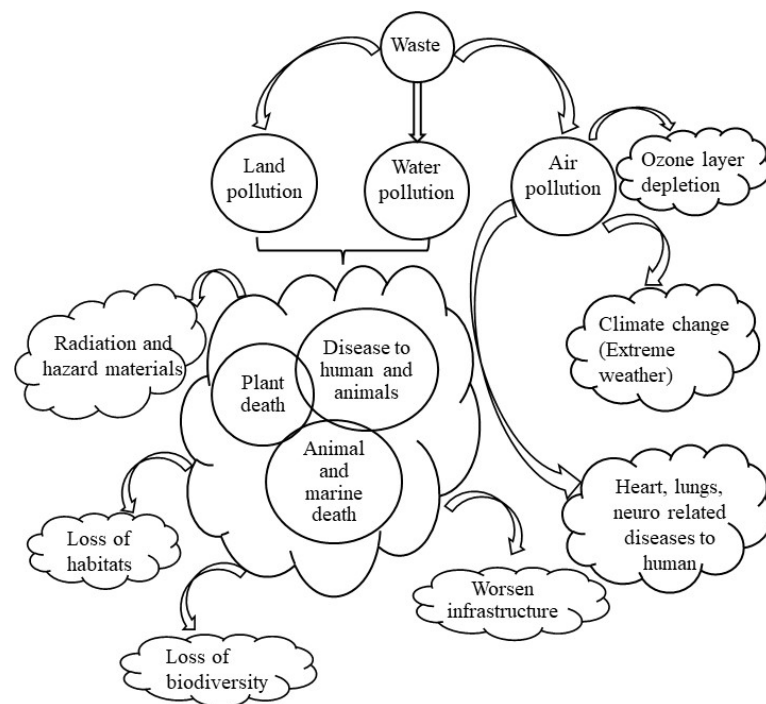 Waste
Land
pollution
Water
pollution
Air
pollution
Ozone layer
depletion
Radiation and
hazard materials
Plant
death
Disease to
human and
animals
Animal
and
marine
death
Climate change
(Extreme
weather)
Heart, lungs,
neuro related
diseases to
human
Loss of
habitats
Worsen
infrastructure
Loss of
biodiversity